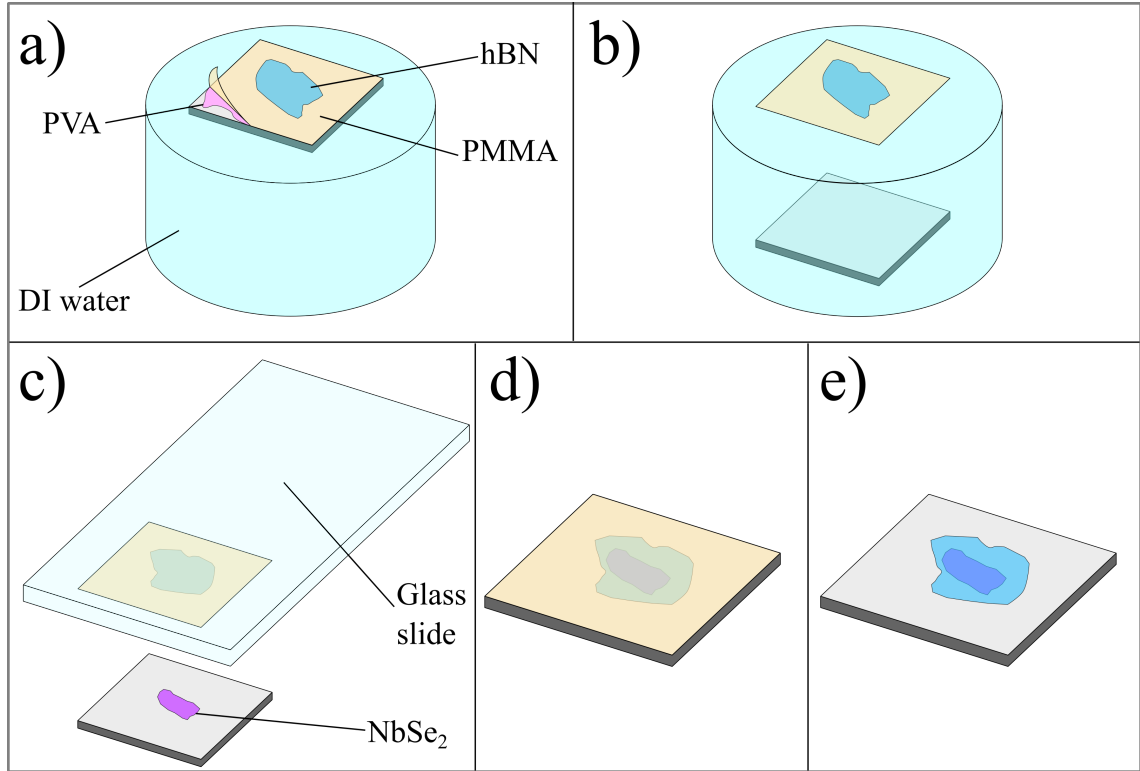 a)
hBN
PVA
PMMA
DI water
b)
c)
Glass
slide
NbSe₂
d)
e)